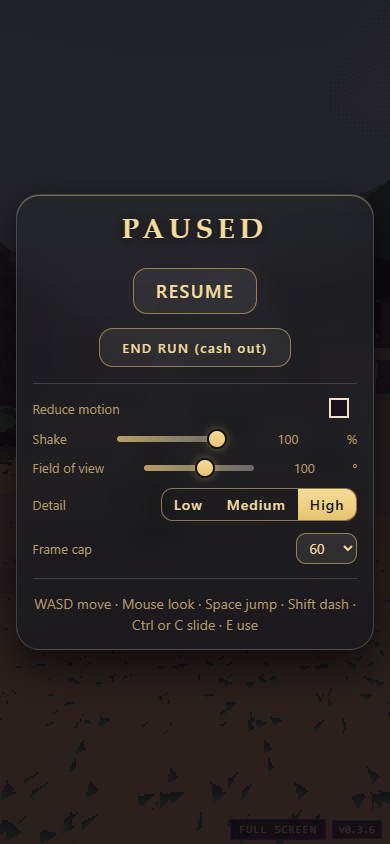 PAUSED
RESUME
END RUN (cash out)
Reduce motion
Shake 100 %
Field of view 100 °
Detail Low Medium High
Frame cap 60
WASD move · Mouse look · Space jump · Shift dash ·
Ctrl or C slide · E use
FULL SCREEN v0.3.6